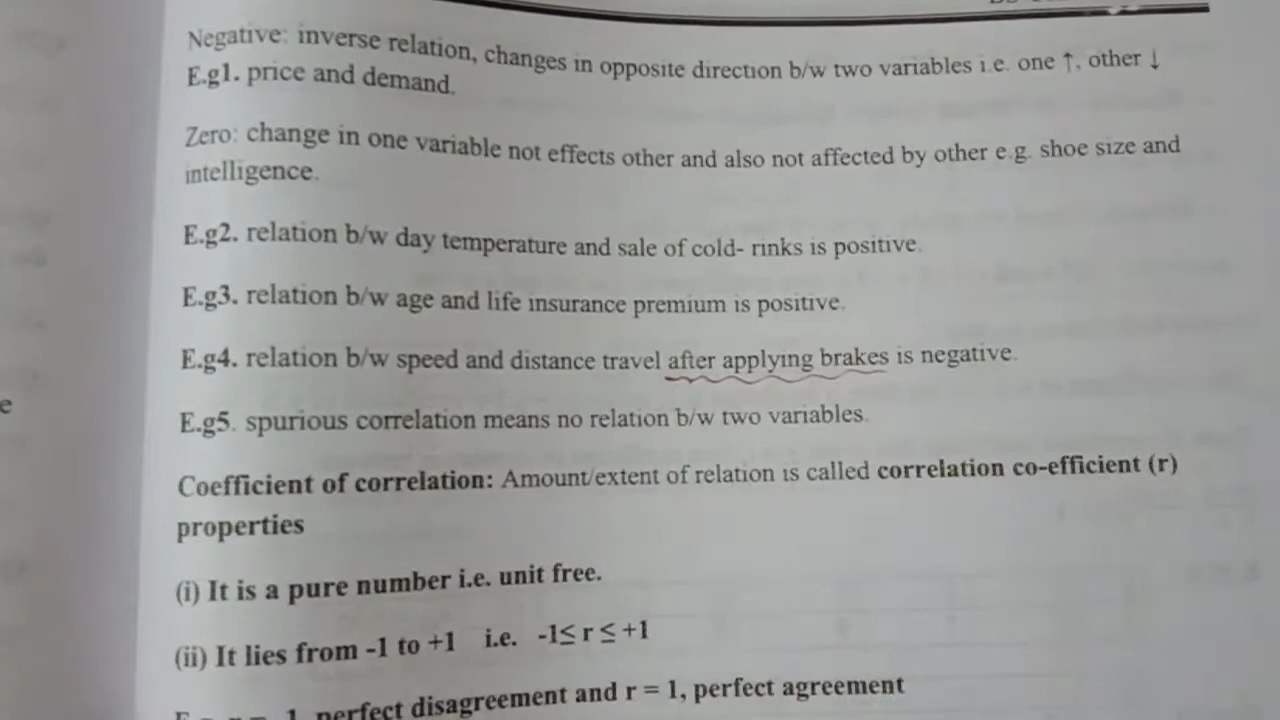 Negative: inverse relation, changes in opposite direction b/w two variables i.e. one ↑, other ↓
E.g1. price and demand.
Zero: change in one variable not effects other and also not affected by other e.g. shoe size and
intelligence.
E.g2. relation b/w day temperature and sale of cold- rinks is positive.
E.g3. relation b/w age and life insurance premium is positive.
E.g4. relation b/w speed and distance travel after applying brakes is negative.
E.g5. spurious correlation means no relation b/w two variables.
e
Coefficient of correlation: Amount/extent of relation is called correlation co-efficient (r)
properties
(i) It is a pure number i.e. unit free.
(ii) It lies from -1 to +1 i.e. -1≤ r ≤ +1
1, perfect disagreement and r = 1, perfect agreement